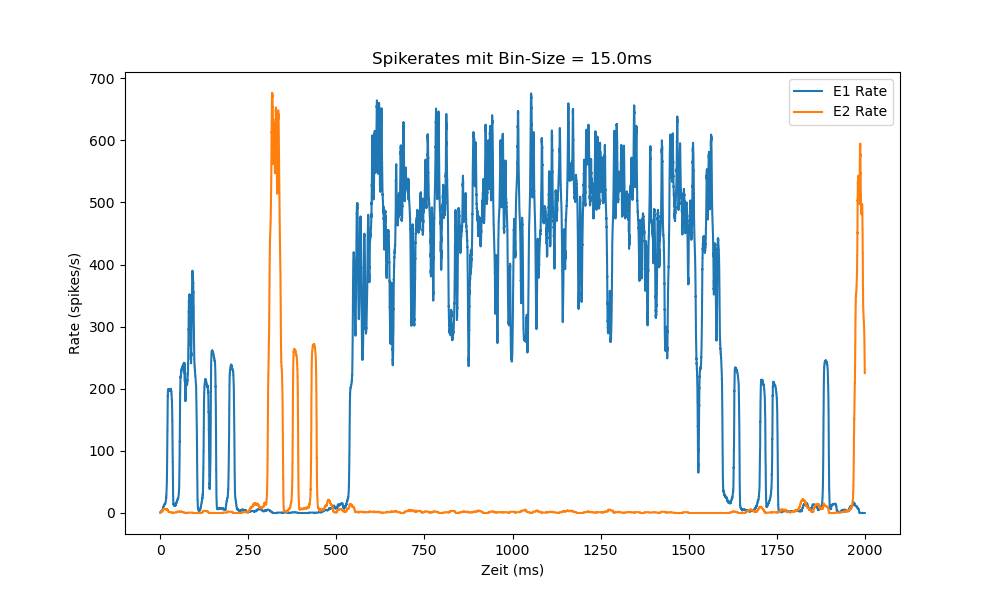 Spikerates mit Bin-Size = 15.0ms
E1 Rate
E2 Rate
Rate (spikes/s)
700
600
500
400
300
200
100
0
0 250 500 750 1000 1250 1500 1750 2000
Zeit (ms)